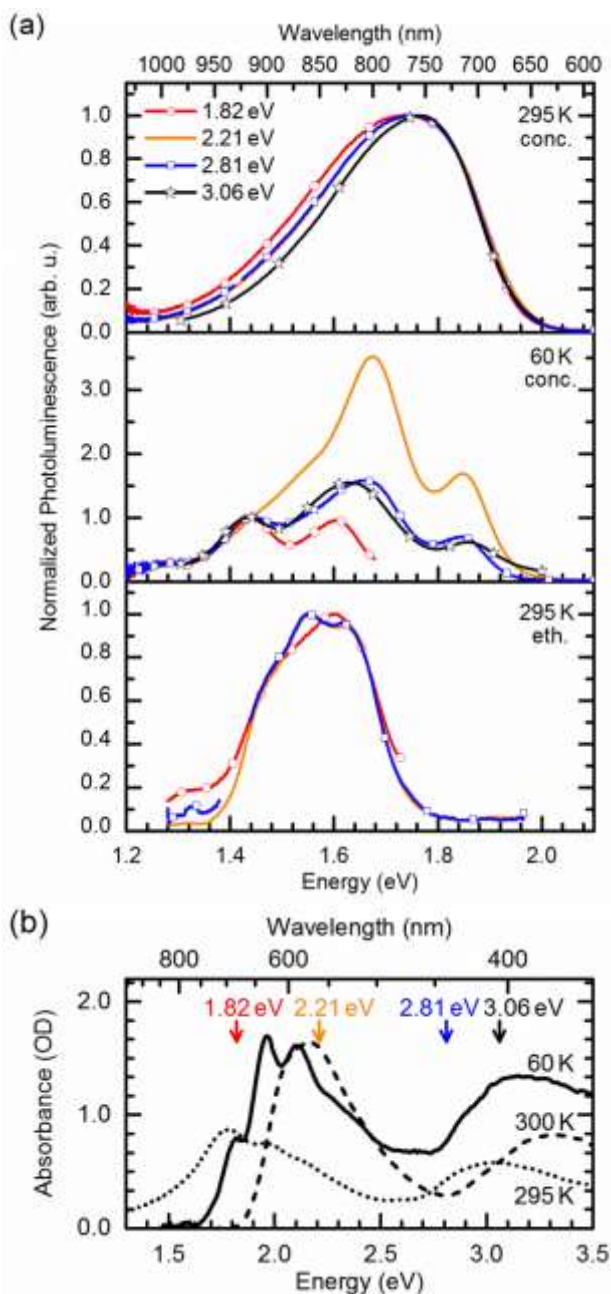 (a)
Wavelength (nm)
1000 950 900 850 800 750 700 650 600
1.0
0.8
0.6
0.4
0.2
0.0
1.82 eV
2.21 eV
2.81 eV
3.06 eV
295 K
conc.
Normalized Photoluminescence (arb. u.)
3.0
2.0
1.0
0.0
60 K
conc.
1.0
0.8
0.6
0.4
0.2
0.0
295 K
eth.
1.2 1.4 1.6 1.8 2.0
Energy (eV)
(b)
Wavelength (nm)
800 600 400
Absorbance (OD)
2.0
1.0
0.0
1.82 eV 2.21 eV 2.81 eV 3.06 eV
60 K
300 K
295 K
1.5 2.0 2.5 3.0 3.5
Energy (eV)